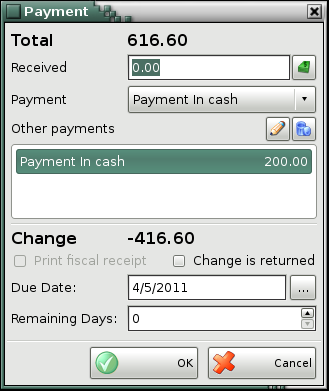 Payment
Total 616.60
Received 0.00
Payment Payment In cash
Other payments
Payment In cash 200.00
Change -416.60
Print fiscal receipt Change is returned
Due Date: 4/5/2011 ...
Remaining Days: 0
OK Cancel